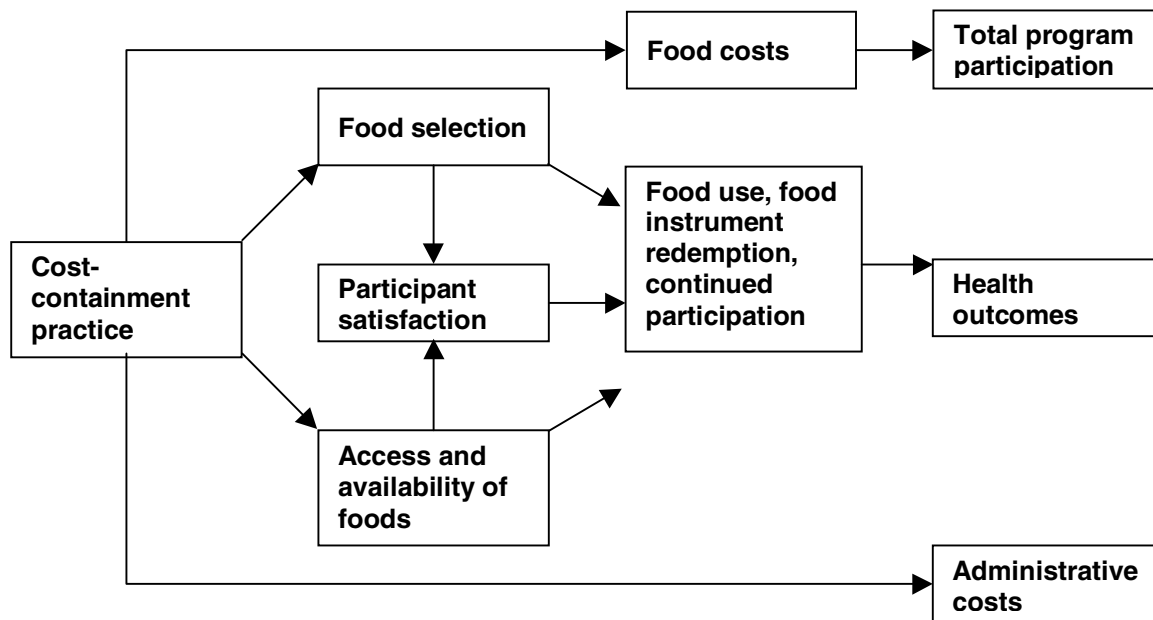 Food costs
Total program
participation
Food selection
Food use, food
instrument
redemption,
continued
participation
Cost-
containment
practice
Participant
satisfaction
Health
outcomes
Access and
availability of
foods
Administrative
costs